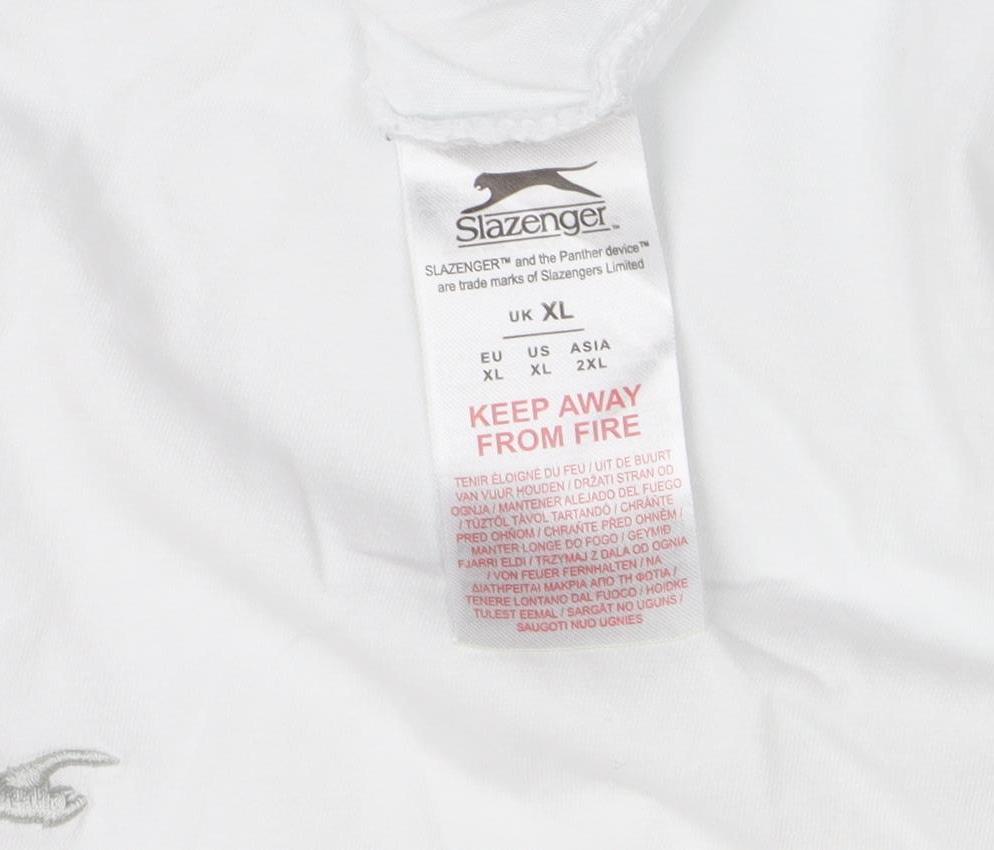 Slazenger™
SLAZENGER™ and the Panther device™
are trade marks of Slazengers Limited
UK XL
EU US ASIA
XL XL 2XL
KEEP AWAY
FROM FIRE
TENIR ÉLOIGNÉ DU FEU / UIT DE BUURT
VAN VUUR HOUDEN / DRŽATI STRAN OD
OGNJA / MANTENER ALEJADO DEL FUEGO
/ TŰZTŐL TÁVOL TARTANDÓ / CHRÁŇTE
PRED OHŇOM / CHRAŇTE PŘED OHNĚM /
MANTER LONGE DO FOGO / GEYMIÐ
FJARRI ELDI / TRZYMAJ Z DALA OD OGNIA
/ VON FEUER FERNHALTEN / ΝΑ
ΔΙΑΤΗΡΕΙΤΑΙ ΜΑΚΡΙΑ ΑΠΟ ΤΗ ΦΩΤΙΑ /
TENERE LONTANO DAL FUOCO / HOIDKE
TULEST EEMAL / SARGĀT NO UGUNS /
SAUGOTI NUO UGNIES